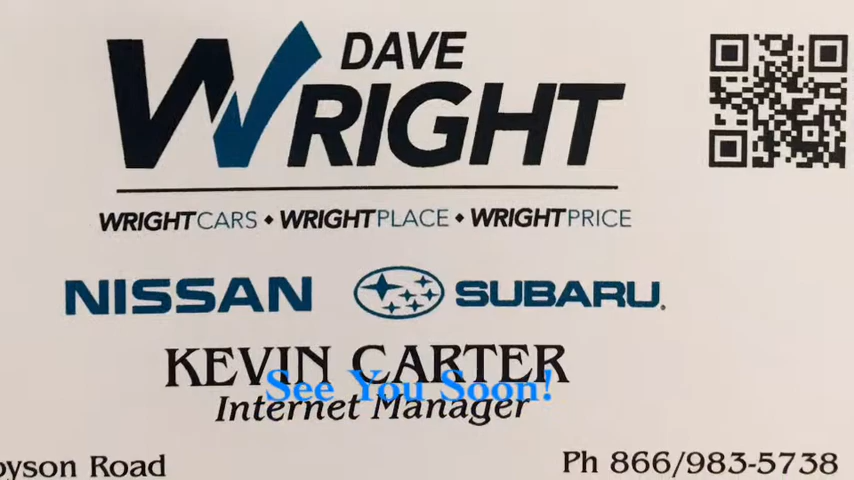 DAVE
WRIGHT
WRIGHTCARS • WRIGHTPLACE • WRIGHTPRICE
NISSAN SUBARU®
KEVIN CARTER
See You Soon!
Internet Manager
Road
Ph 866/983-5738